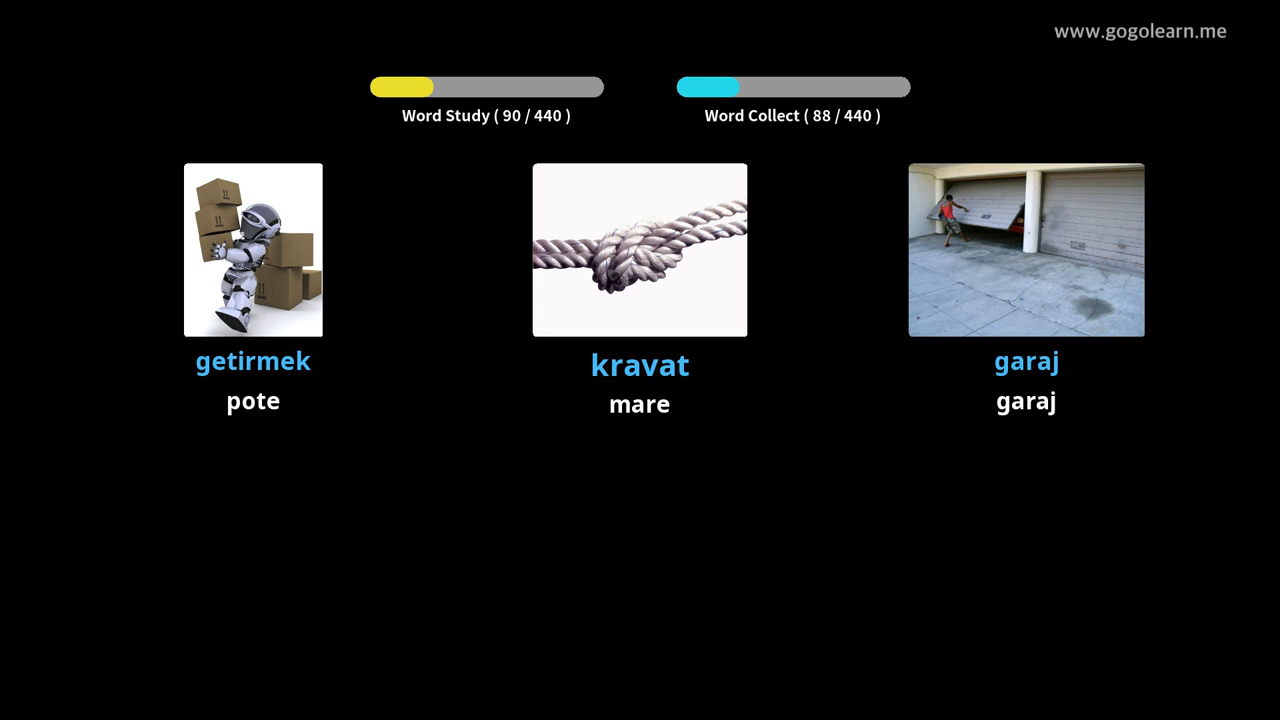 www.gogolearn.me
Word Study ( 90 / 440 )
Word Collect ( 88 / 440 )
getirmek
kravat
garaj
pote
mare
garaj